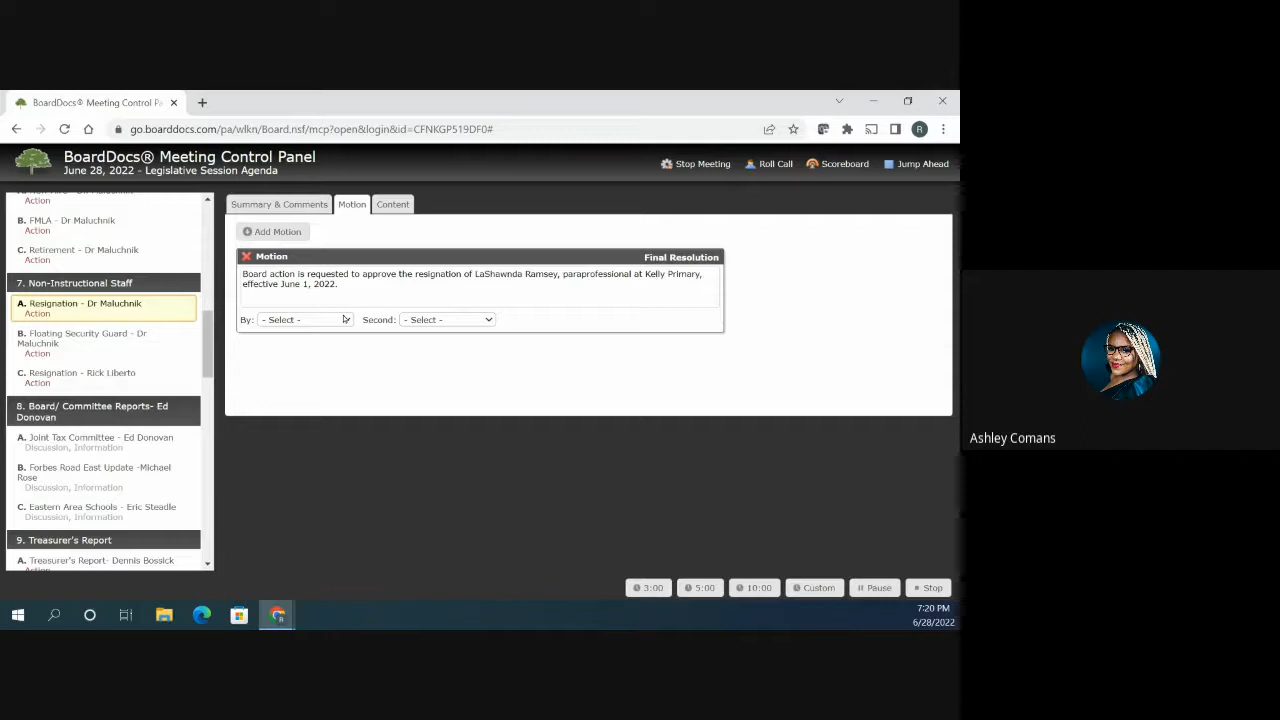 BoardDocs® Meeting Control Pa
go.boarddocs.com/pa/wlkn/Board.nsf/mcp?open&login&id=CFNKGP519DF0#
R
BoardDocs® Meeting Control Panel
June 28, 2022 - Legislative Session Agenda
Stop Meeting
Roll Call
Scoreboard
Jump Ahead
Dr Maluchnik
Action
B. FMLA - Dr Maluchnik
Action
C. Retirement - Dr Maluchnik
Action
7. Non-Instructional Staff
A. Resignation - Dr Maluchnik
Action
B. Floating Security Guard - Dr
Maluchnik
Action
C. Resignation - Rick Liberto
Action
8. Board/ Committee Reports- Ed
Donovan
A. Joint Tax Committee - Ed Donovan
Discussion, Information
B. Forbes Road East Update -Michael
Rose
Discussion, Information
C. Eastern Area Schools - Eric Steadle
Discussion, Information
9. Treasurer's Report
A. Treasurer's Report- Dennis Bossick
Action
Summary & Comments
Motion
Content
Add Motion
Motion
Final Resolution
Board action is requested to approve the resignation of LaShawnda Ramsey, paraprofessional at Kelly Primary,
effective June 1, 2022.
By: - Select - Second: - Select -
3:00
5:00
10:00
Custom
Pause
Stop
7:20 PM
6/28/2022
Ashley Comans